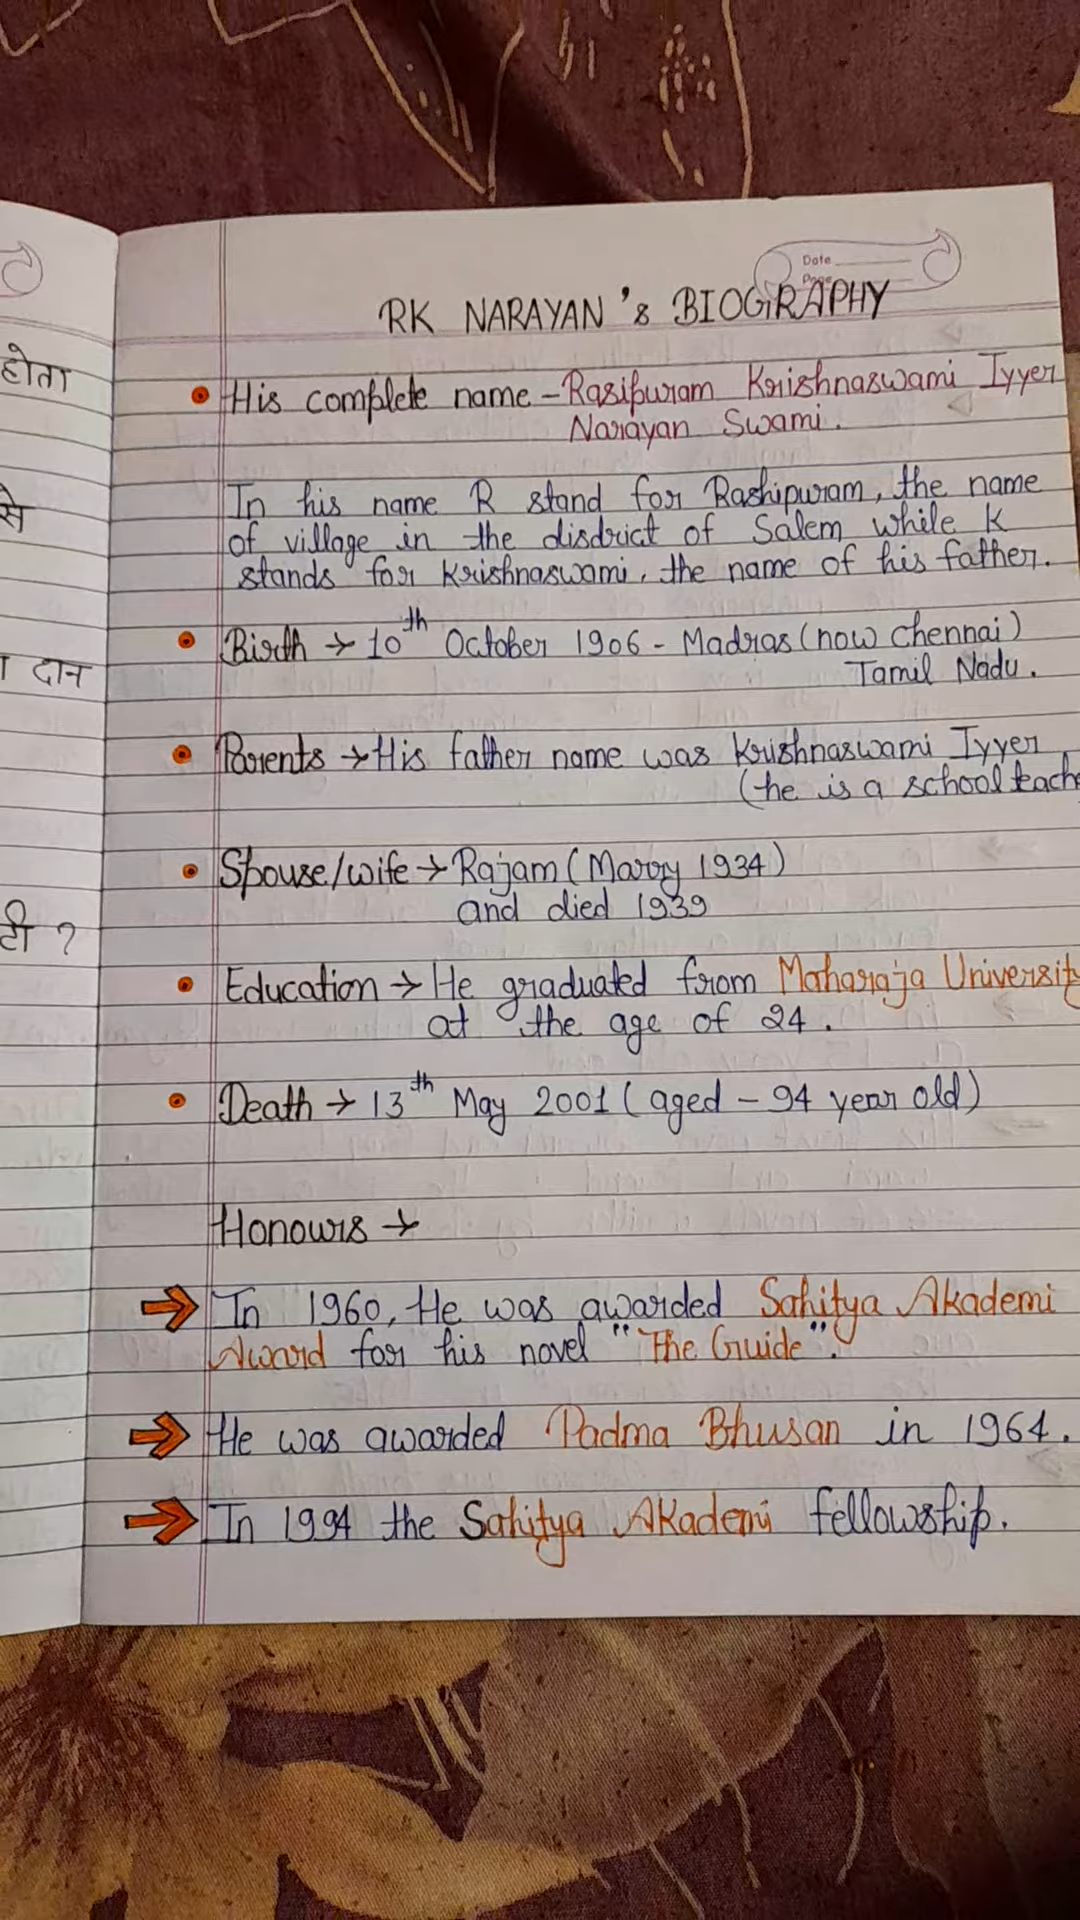 होता
से
ा दान
टी ?
Date
Page
RK NARAYAN 's BIOGRAPHY
His complete name – Rasipuram Krishnaswami Iyyer
Narayan Swami.
In his name R stand for Rashipuram, the name
of village in the disdrict of Salem while K
stands for Krishnaswami, the name of his father.
Birth → 10th October 1906 - Madras (now Chennai)
Tamil Nadu.
Parents → His father name was Krishnaswami Iyyer
(he is a school teach
Spouse/wife → Rajam (Marry 1934)
and died 1939
Education → He graduated from Maharaja University
at the age of 24.
Death → 13th May 2001 (aged – 94 year old)
Honours →
⇒ In 1960, He was awarded Sahitya Akademi
Award for his novel "The Guide".
⇒ He was awarded Padma Bhusan in 1964.
⇒ In 1994 the Sahitya Akademi fellowship.